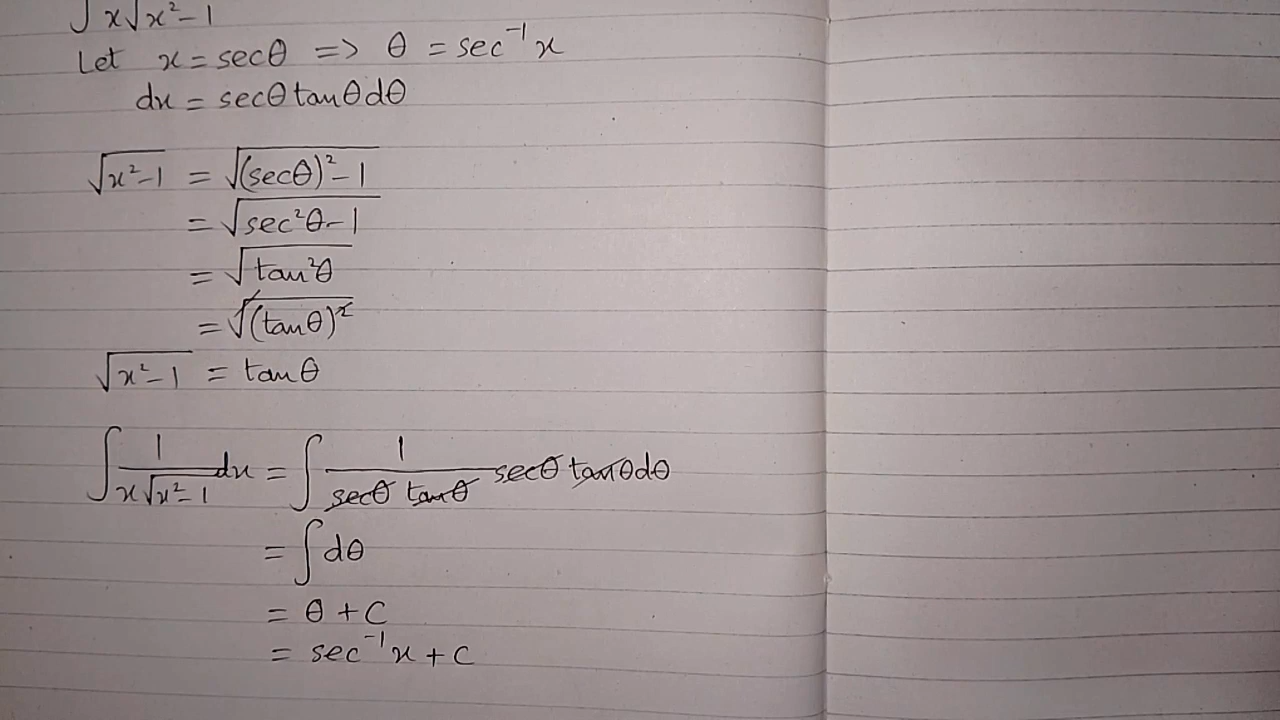 ∫ x√x²-1
Let x = secθ => θ = sec⁻¹x
dx = secθ tanθ dθ
√x²-1 = √(secθ)²-1
= √sec²θ-1
= √tan²θ
= √(tanθ)²
√x²-1 = tanθ
∫ 1/(x√x²-1) dx = ∫ 1/(secθ tanθ) secθ tanθ dθ
= ∫ dθ
= θ + C
= sec⁻¹x + c